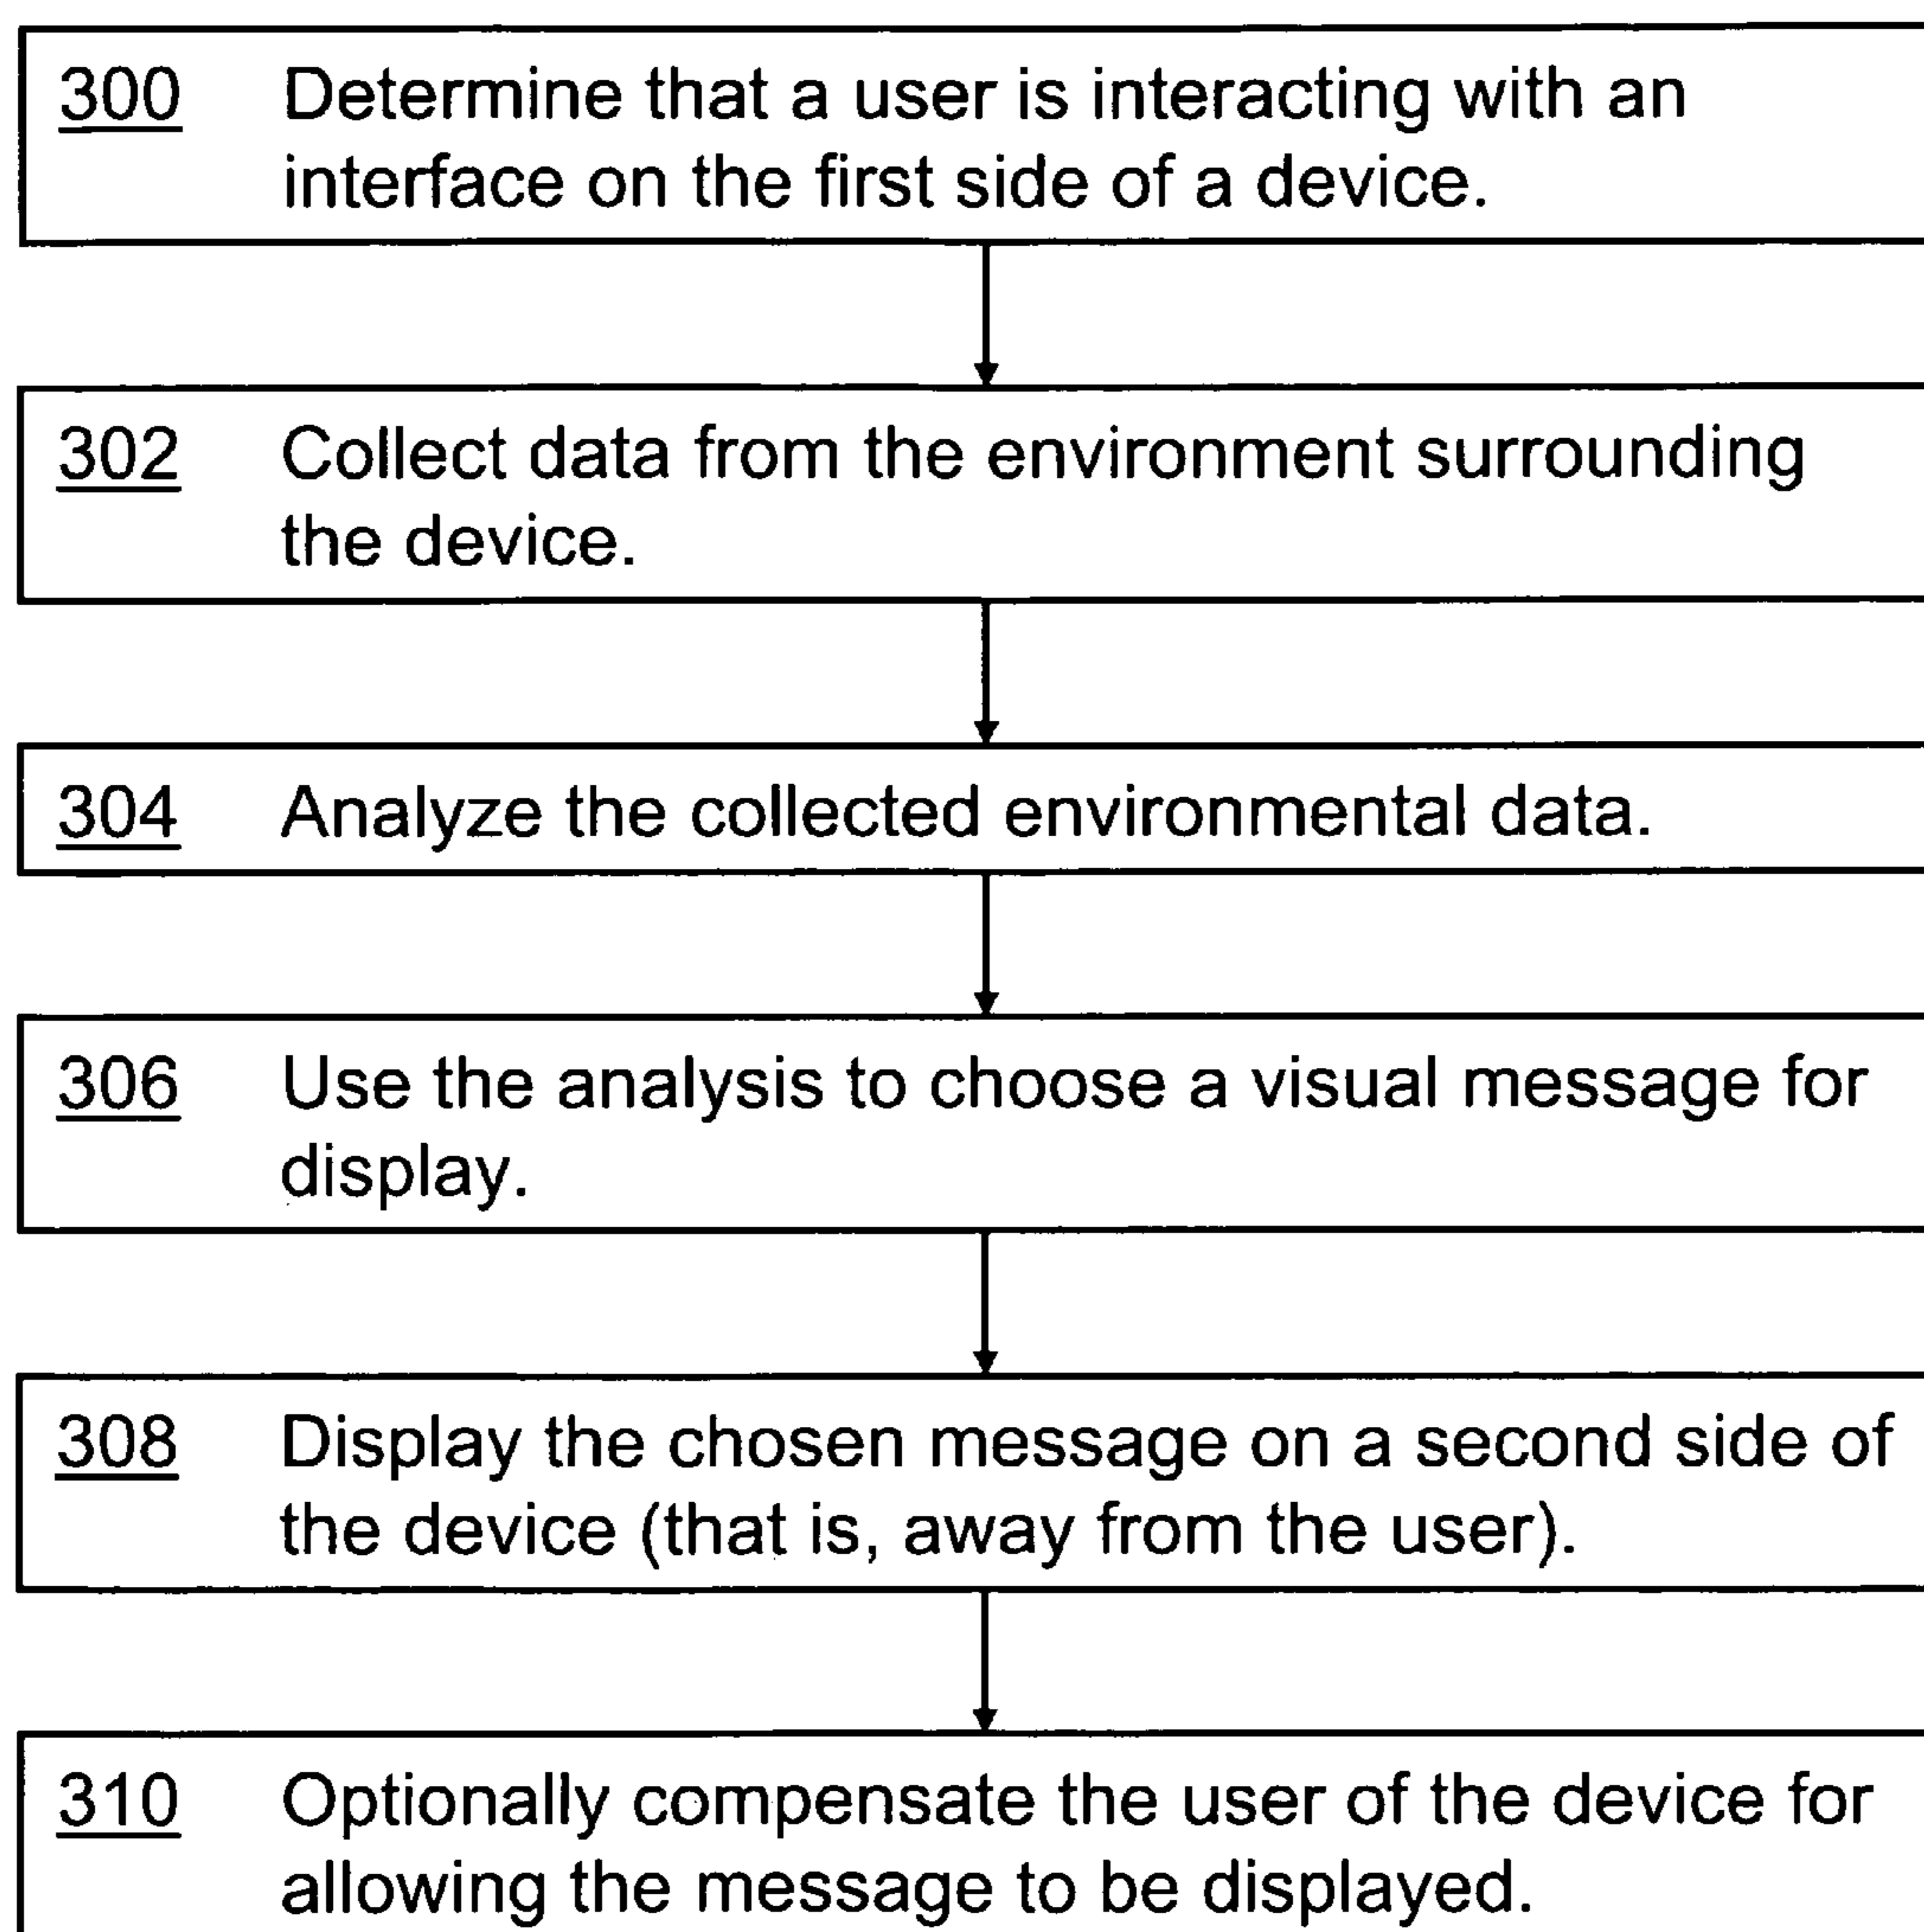 300 Determine that a user is interacting with an
interface on the first side of a device.
302 Collect data from the environment surrounding
the device.
304 Analyze the collected environmental data.
306 Use the analysis to choose a visual message for
display.
308 Display the chosen message on a second side of
the device (that is, away from the user).
310 Optionally compensate the user of the device for
allowing the message to be displayed.